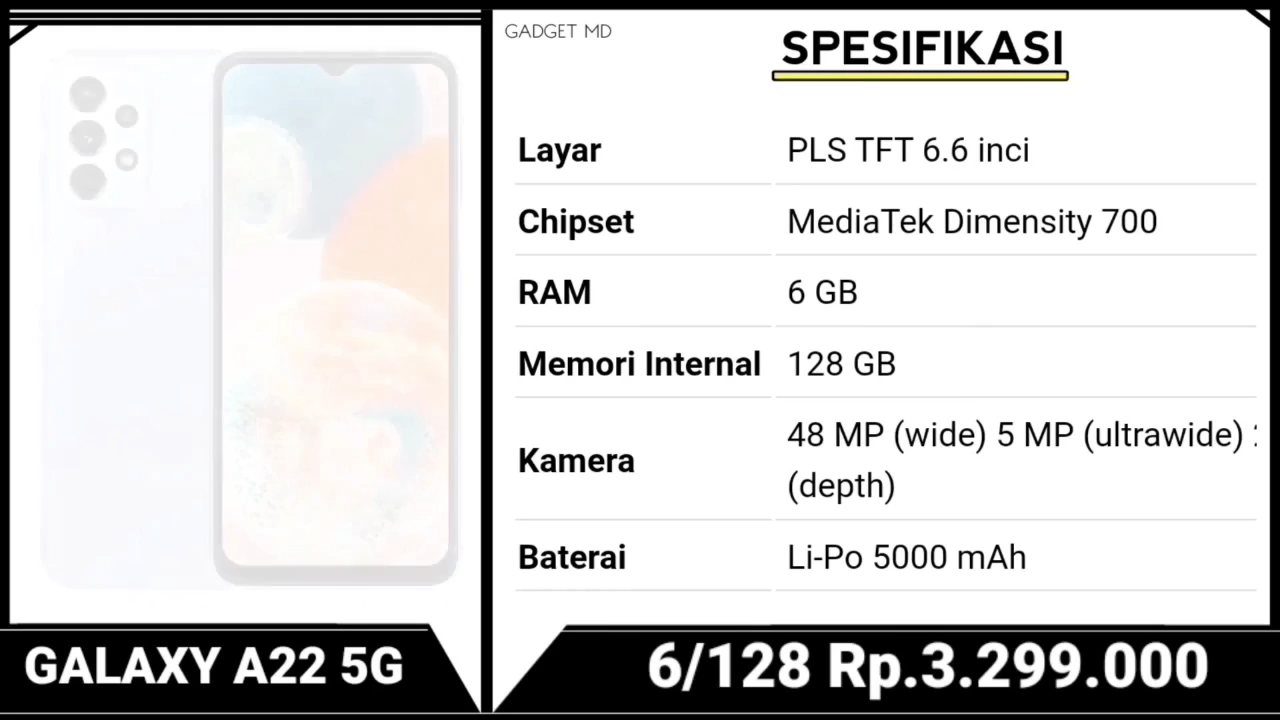 GADGET MD
SPESIFIKASI
Layar PLS TFT 6.6 inci
Chipset MediaTek Dimensity 700
RAM 6 GB
Memori Internal 128 GB
Kamera 48 MP (wide) 5 MP (ultrawide)
(depth)
Baterai Li-Po 5000 mAh
GALAXY A22 5G
6/128 Rp.3.299.000